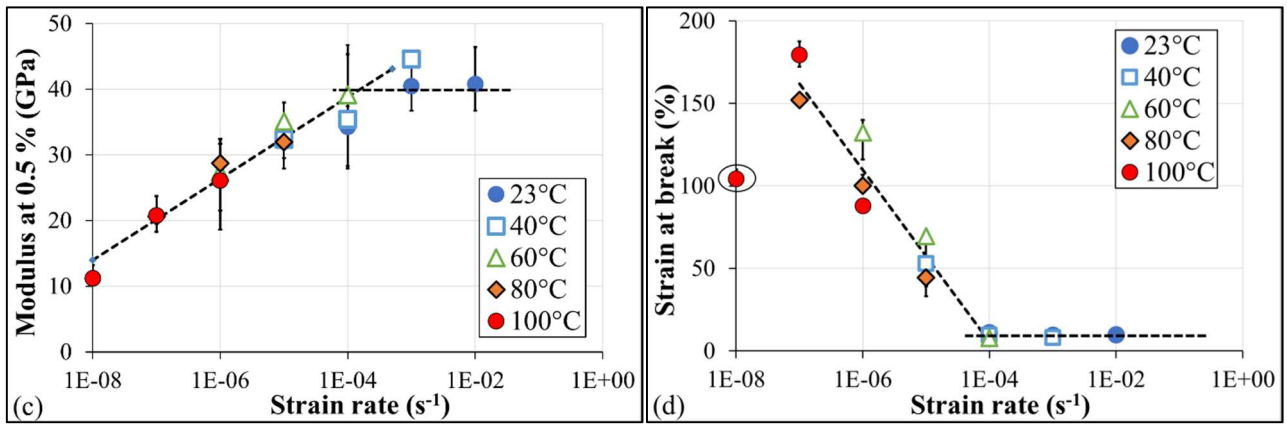 Modulus at 0.5 % (GPa)
50
40
30
20
10
0
23°C
40°C
60°C
80°C
100°C
1E-08 1E-06 1E-04 1E-02 1E+00
(c) Strain rate (s⁻¹)
Strain at break (%)
200
150
100
50
0
23°C
40°C
60°C
80°C
100°C
1E-08 1E-06 1E-04 1E-02 1E+00
(d) Strain rate (s⁻¹)